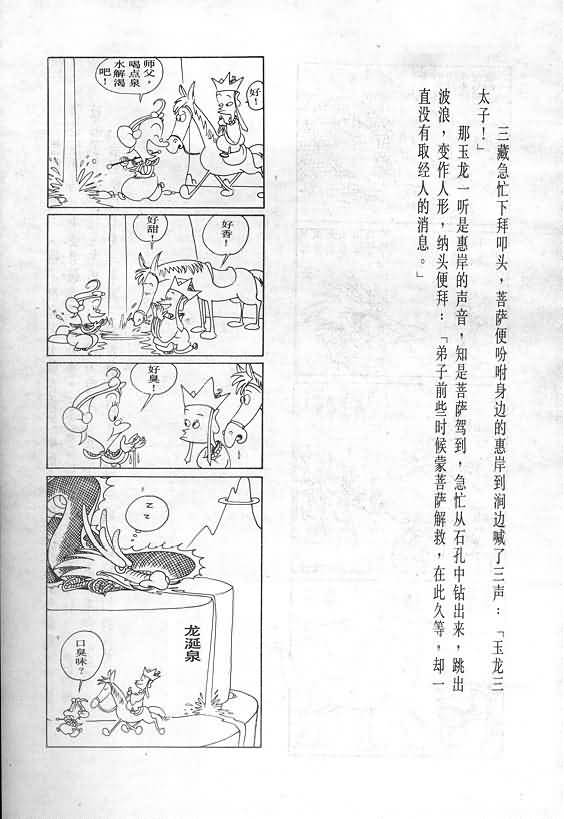 三藏急忙下拜叩头，菩萨便吩咐身边的惠岸到涧边喊了三声：「玉龙三
太子！」
那玉龙一听是惠岸的声音，知是菩萨驾到，急忙从石孔中钻出来，跳出
波浪，变作人形，纳头便拜：「弟子前些时候蒙菩萨解救，在此久等，却一
直没有取经人的消息。」
师父，
喝点泉
水解渴
吧！
好！
好香！
好甜！
好臭！
Z Z
龙涎泉
口臭味？